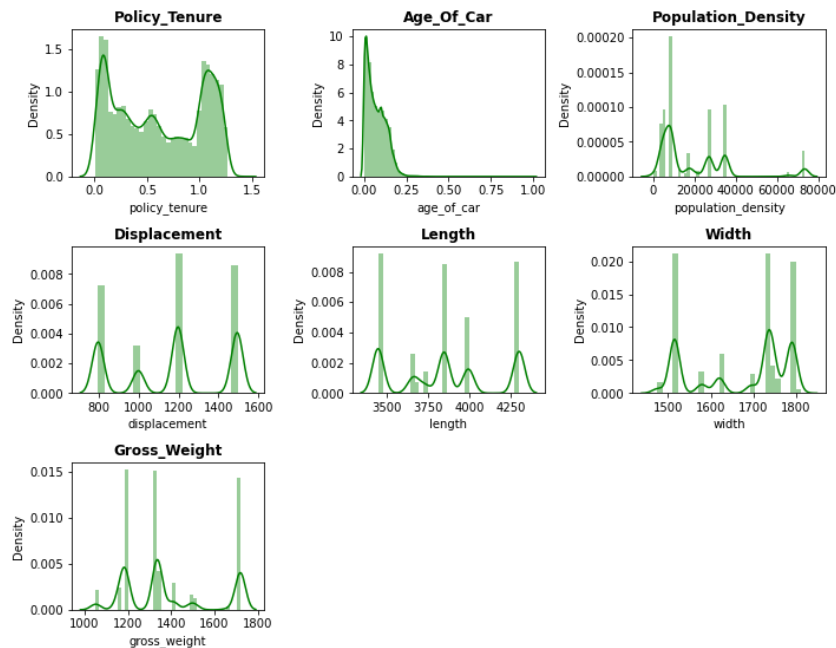 Policy_Tenure
Density
1.5
1.0
0.5
0.0
0.0 0.5 1.0 1.5
policy_tenure
Age_Of_Car
Density
10
8
6
4
2
0
0.00 0.25 0.50 0.75 1.00
age_of_car
Population_Density
Density
0.00020
0.00015
0.00010
0.00005
0.00000
0 20000 40000 60000 80000
population_density
Displacement
Density
0.008
0.006
0.004
0.002
0.000
800 1000 1200 1400 1600
displacement
Length
Density
0.008
0.006
0.004
0.002
0.000
3500 3750 4000 4250
length
Width
Density
0.020
0.015
0.010
0.005
0.000
1500 1600 1700 1800
width
Gross_Weight
Density
0.015
0.010
0.005
0.000
1000 1200 1400 1600 1800
gross_weight